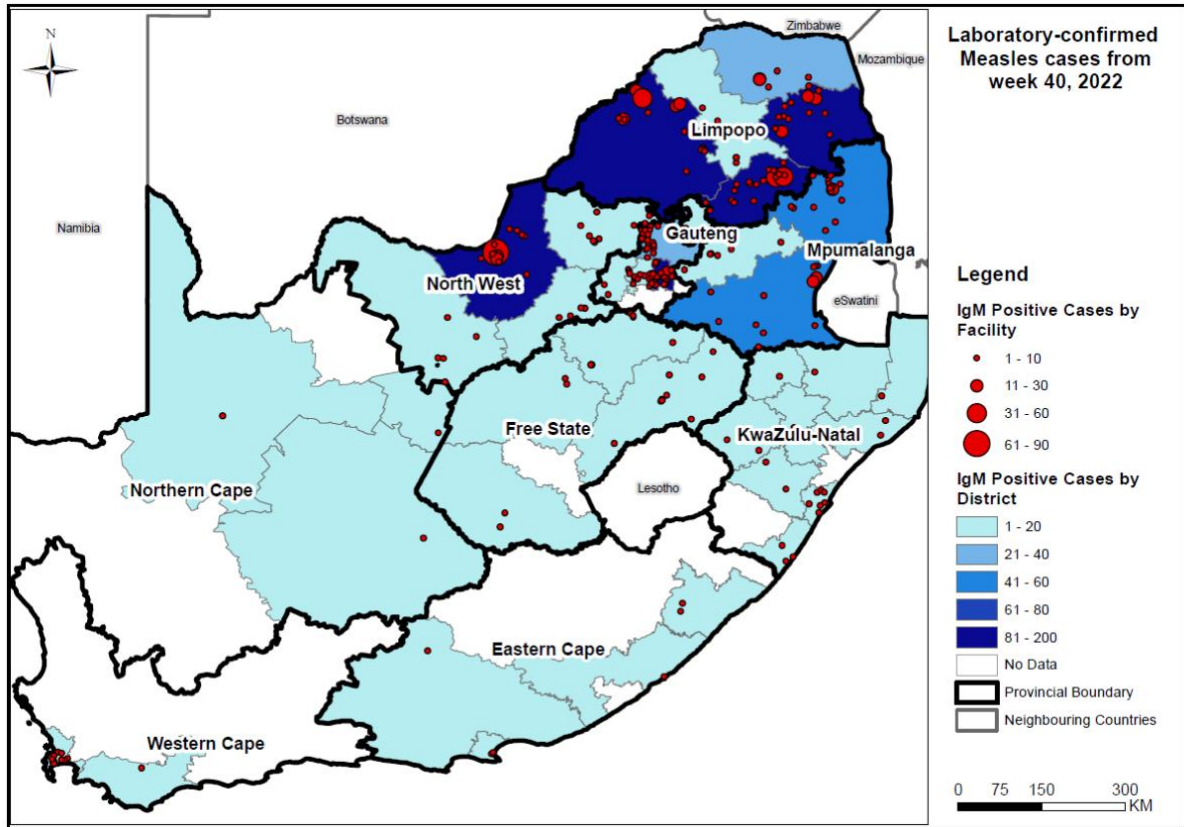 N
Zimbabwe
Mozambique
Botswana
Limpopo
Namibia
Gauteng
Mpumalanga
North West
eSwatini
Free State
KwaZulu-Natal
Northern Cape
Lesotho
Eastern Cape
Western Cape
Laboratory-confirmed
Measles cases from
week 40, 2022
Legend
IgM Positive Cases by
Facility
1 - 10
11 - 30
31 - 60
61 - 90
IgM Positive Cases by
District
1 - 20
21 - 40
41 - 60
61 - 80
81 - 200
No Data
Provincial Boundary
Neighbouring Countries
0 75 150 300
KM